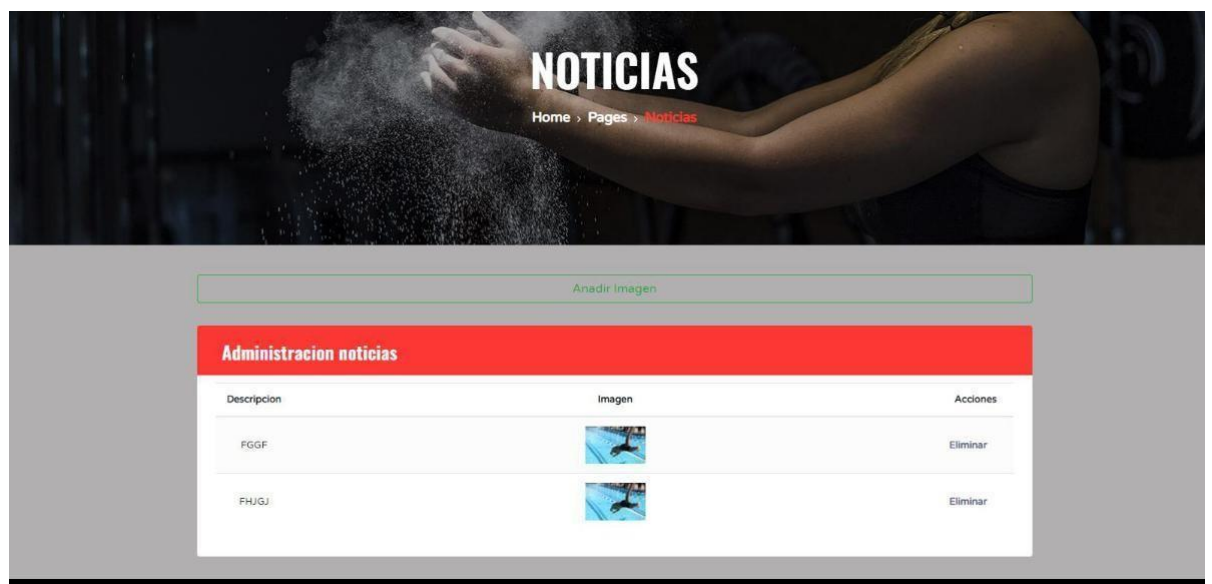 NOTICIAS
Home › Pages › Noticias
Anadir Imagen
Administracion noticias
Descripcion Imagen Acciones
FGGF Eliminar
FHJGJ Eliminar